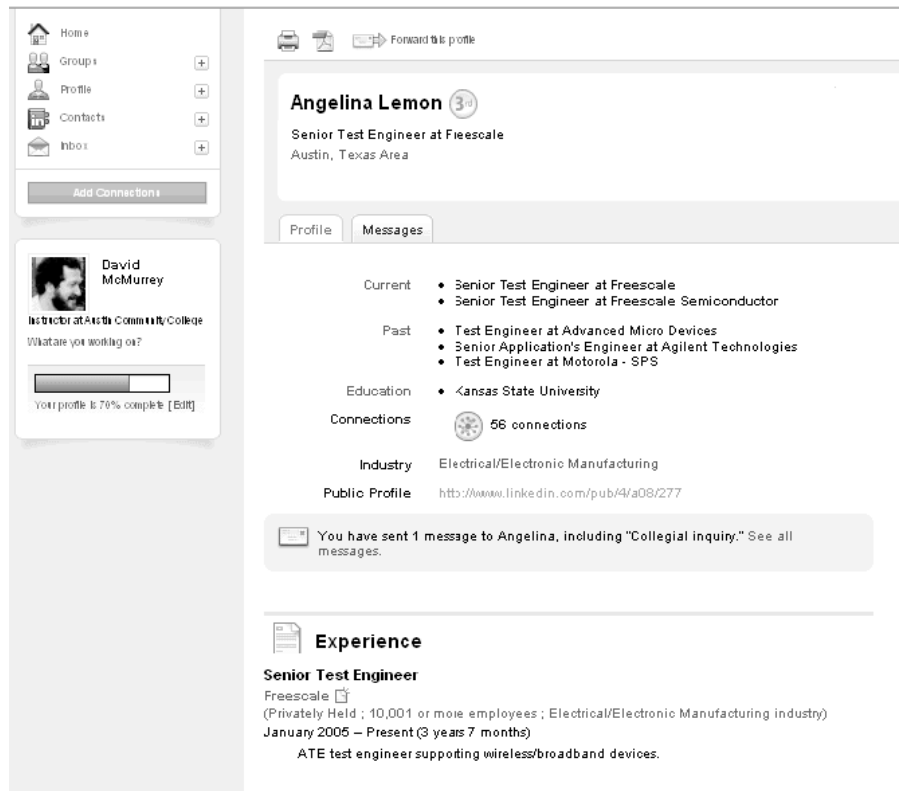 Home
Groups
Profile
Contacts
Inbox
Add Connections
David
McMurrey
Instructor at Austin Community College
What are you working on?
Your profile is 70% complete [Edit]
Forward this profile
Angelina Lemon 3rd
Senior Test Engineer at Freescale
Austin, Texas Area
Profile
Messages
Current
• Senior Test Engineer at Freescale
• Senior Test Engineer at Freescale Semiconductor
Past
• Test Engineer at Advanced Micro Devices
• Senior Application's Engineer at Agilent Technologies
• Test Engineer at Motorola - SPS
Education
• Kansas State University
Connections
56 connections
Industry
Electrical/Electronic Manufacturing
Public Profile
http://www.linkedin.com/pub/4/a08/277
You have sent 1 message to Angelina, including "Collegial inquiry." See all
messages.
Experience
Senior Test Engineer
Freescale
(Privately Held ; 10,001 or more employees ; Electrical/Electronic Manufacturing industry)
January 2005 — Present (3 years 7 months)
ATE test engineer supporting wireless/broadband devices.